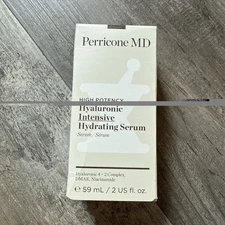 Perricone MD
HIGH POTENCY
Hyaluronic
Intensive
Hydrating Serum
Serum / Sérum
Hyaluronic 4 + 2 Complex,
DMAE, Niacinamide
e 59 mL / 2 US fl. oz.